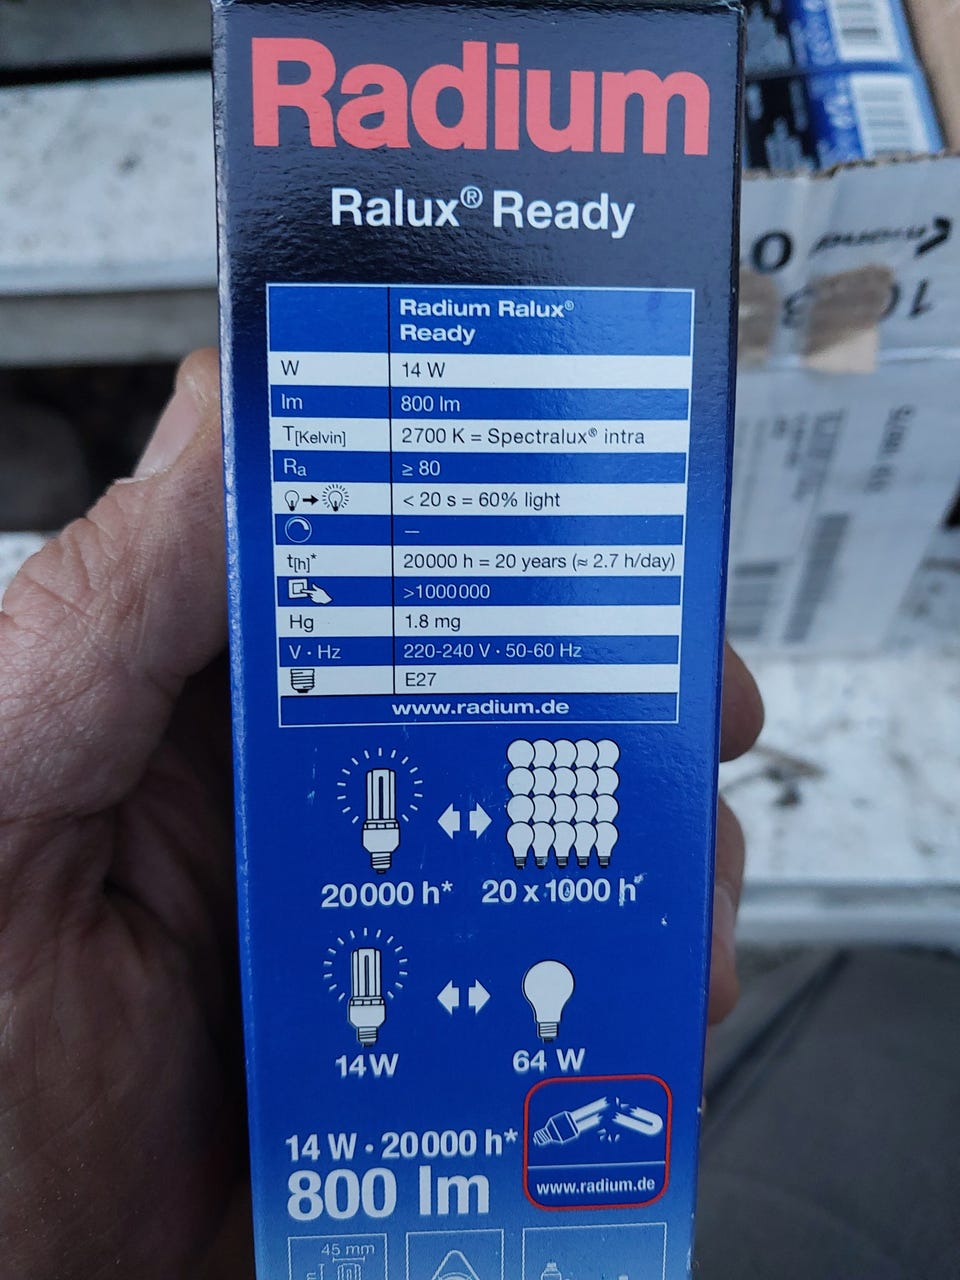 Radium
Ralux® Ready
Radium Ralux®
Ready
W 14 W
lm 800 lm
T[Kelvin] 2700 K = Spectralux® intra
Ra ≥ 80
< 20 s = 60% light
—
t[h]* 20000 h = 20 years (≈ 2.7 h/day)
>1000000
Hg 1.8 mg
V · Hz 220-240 V · 50-60 Hz
E27
www.radium.de
20000 h* 20 x 1000 h*
14W 64 W
14 W · 20000 h*
800 lm
www.radium.de
45 mm